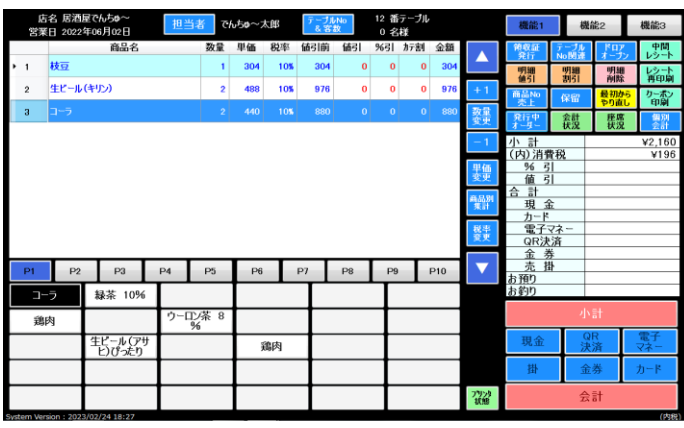 店名 居酒屋でんちゅ～
営業日 2022年06月02日
担当者 でんちゅ～太郎
テーブルNo
& 客数
12 番テーブル
0 名様
機能1 機能2 機能3
商品名 数量 単価 税率 値引前 値引 %引 カテ割 金額
1 枝豆 1 304 10% 304 0 0 0 304
2 生ビール(キリン) 2 488 10% 976 0 0 0 976
3 コーラ 2 440 10% 880 0 0 0 880
+1
数量
変更
-1
単価
変更
商品別
集計
税率
変更
領収証
発行
テーブル
No関連
ドロア
オープン
中間
レシート
明細
値引
明細
割引
明細
削除
レシート
再印刷
商品No
売上
保留
最初から
やり直し
クーポン
印刷
発行中
オーダー
会計
状況
座席
状況
個別
会計
小 計 ¥2,160
(内)消費税 ¥196
% 引
値 引
合 計
現 金
カード
電子マネー
QR決済
金 券
売 掛
お預り
お釣り
P1 P2 P3 P4 P5 P6 P7 P8 P9 P10
コーラ 緑茶 10%
鶏肉 ウーロン茶 8
%
生ビール(アサ
ヒ)ぴったり
鶏肉
小計
現金
QR
決済
電子
マネー
掛 金券 カード
会計
プリンタ
状態
System Version : 2023/02/24 18:27
(内税)